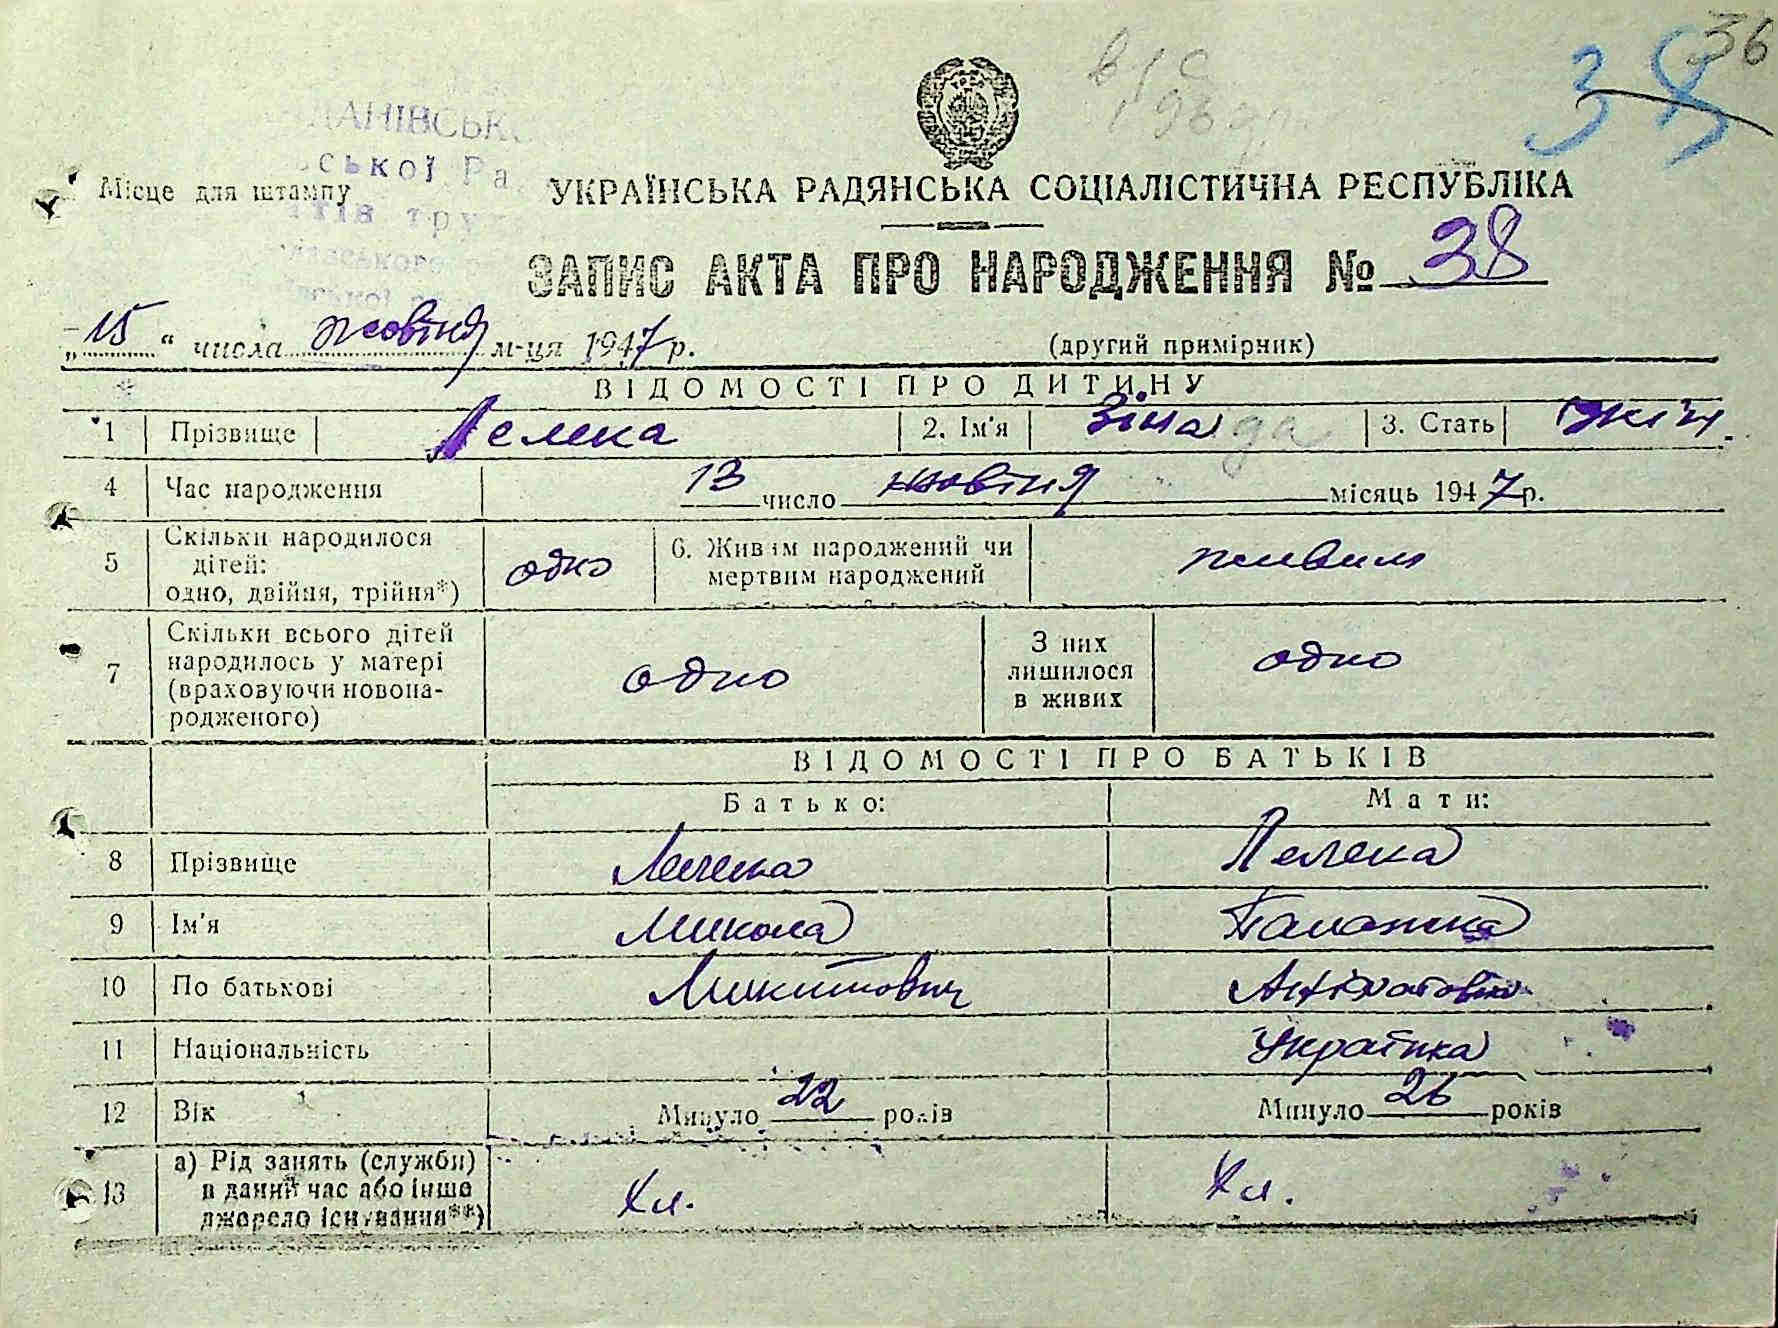 36
38
ДАНІВСЬК
ської Ра
Місце для штампу
УКРАЇНСЬКА РАДЯНСЬКА СОЦІАЛІСТИЧНА РЕСПУБЛІКА
ЗАПИС АКТА ПРО НАРОДЖЕННЯ № 38
„15“ числа жовтня м-ця 1947 р.
(другий примірник)
ВІДОМОСТІ ПРО ДИТИНУ
1 Прізвище Лелека 2. Ім'я Зінаїда 3. Стать жін.
4 Час народження 13 число жовтня місяць 1947 р.
5 Скільки народилося дітей: одно, двійня, трійня*) одно 6. Живим народжений чи мертвим народжений живим
7 Скільки всього дітей народилось у матері (враховуючи новонародженого) одно З них лишилося в живих одно
ВІДОМОСТІ ПРО БАТЬКІВ
Батько: Мати:
8 Прізвище Лелека Лелека
9 Ім'я Микола
10 По батькові Микитович
11 Національність Українка
12 Вік Минуло 22 років Минуло 26 років
13 а) Рід занять (служби) в даний час або інше джерело існування**)